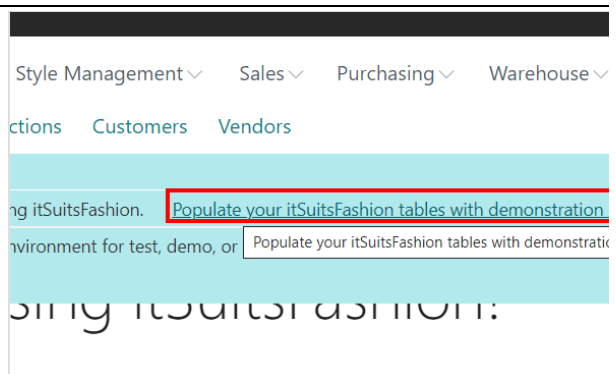 Style Management Sales Purchasing Warehouse
ctions Customers Vendors
ng itSuitsFashion. Populate your itSuitsFashion tables with demonstration
nvironment for test, demo, or Populate your itSuitsFashion tables with demonstratio
sing itSuitsFashion?